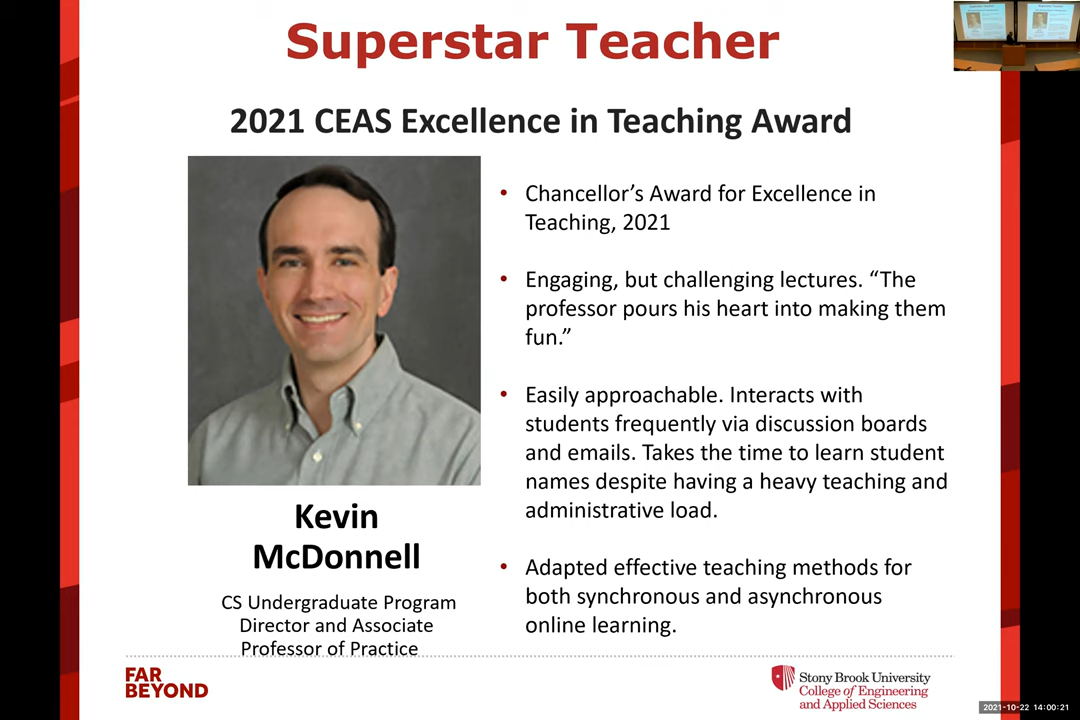 Superstar Teacher
2021 CEAS Excellence in Teaching Award
• Chancellor’s Award for Excellence in
Teaching, 2021
• Engaging, but challenging lectures. “The
professor pours his heart into making them
fun.”
• Easily approachable. Interacts with
students frequently via discussion boards
and emails. Takes the time to learn student
names despite having a heavy teaching and
administrative load.
• Adapted effective teaching methods for
both synchronous and asynchronous
online learning.
Kevin
McDonnell
CS Undergraduate Program
Director and Associate
Professor of Practice
FAR
BEYOND
Stony Brook University
College of Engineering
and Applied Sciences
2021-10-22 14:00:21